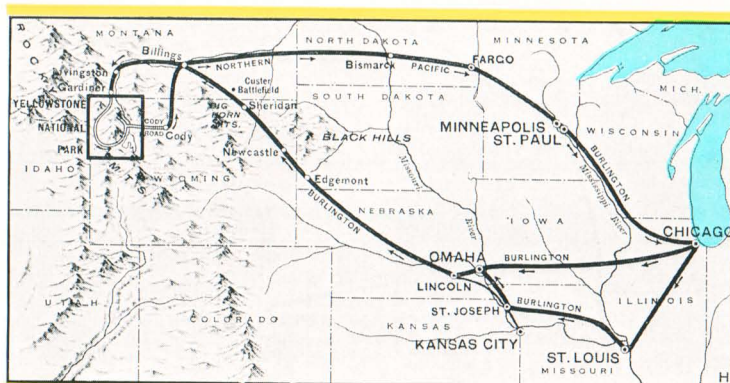 ROCKY
MTS
MONTANA
NORTH DAKOTA
MINNESOTA
Billings
NORTHERN
Bismarck
PACIFIC
FARGO
Livingston
Gardiner
Custer
Battlefield
SOUTH DAKOTA
MICH.
YELLOWSTONE
NATIONAL
PARK
CODY
ROAD
Cody
BIG
HORN
MTS.
Sheridan
BLACK HILLS
MINNEAPOLIS
ST. PAUL
WISCONSIN
Newcastle
IDAHO
WYOMING
Edgemont
BURLINGTON
Missouri
River
Mississippi
River
BURLINGTON
NEBRASKA
IOWA
CHICAGO
OMAHA
BURLINGTON
LINCOLN
UTAH
COLORADO
ST. JOSEPH
BURLINGTON
ILLINOIS
KANSAS
KANSAS CITY
ST. LOUIS
MISSOURI
H